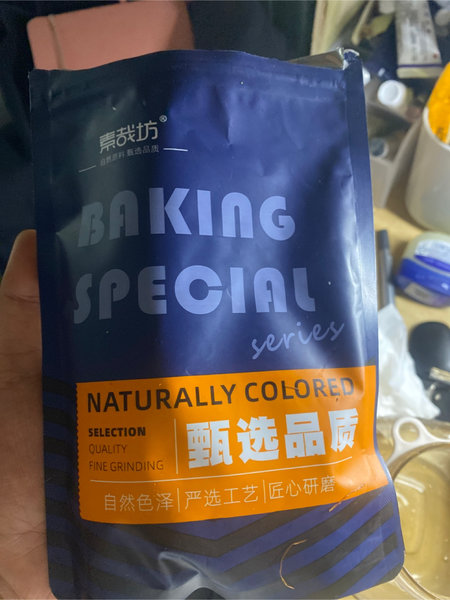 素哉坊®
自然原料 甄选品质
BAKING
SPECIAL
series
NATURALLY COLORED
SELECTION
QUALITY
FINE GRINDING
甄选品质
自然色泽|严选工艺|匠心研磨